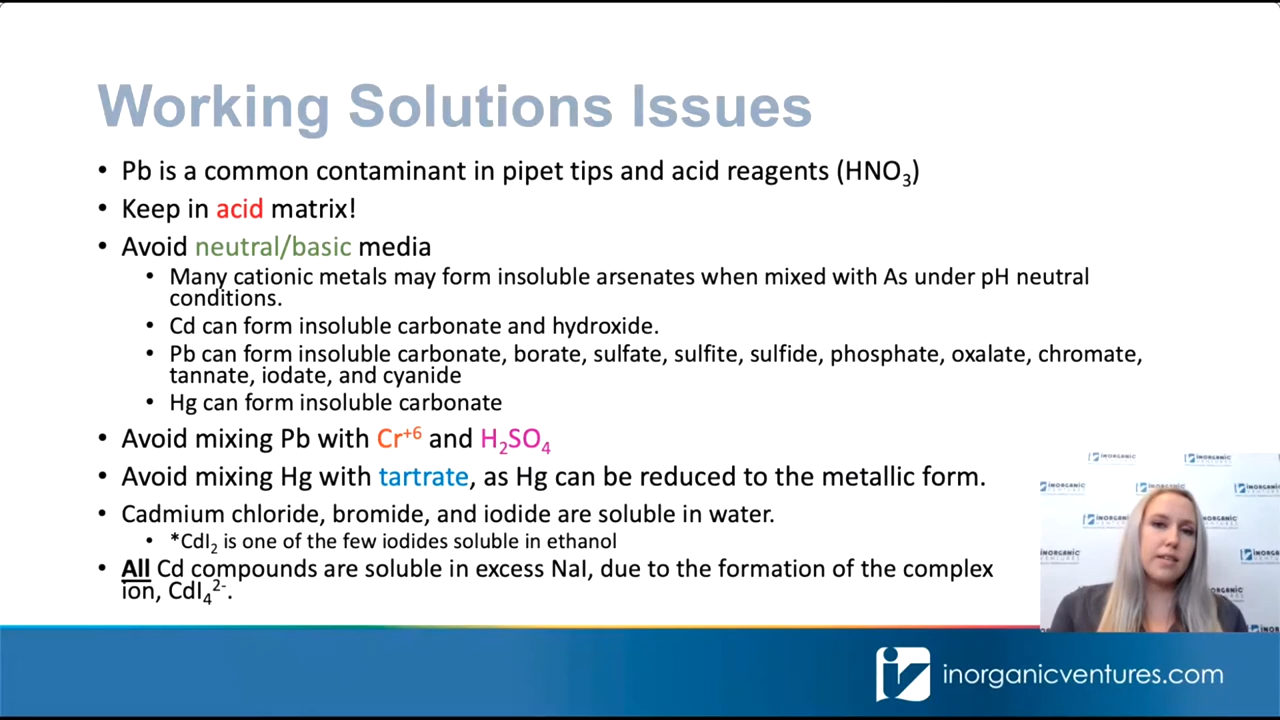 Working Solutions Issues
• Pb is a common contaminant in pipet tips and acid reagents (HNO₃)
• Keep in acid matrix!
• Avoid neutral/basic media
• Many cationic metals may form insoluble arsenates when mixed with As under pH neutral
conditions.
• Cd can form insoluble carbonate and hydroxide.
• Pb can form insoluble carbonate, borate, sulfate, sulfite, sulfide, phosphate, oxalate, chromate,
tannate, iodate, and cyanide
• Hg can form insoluble carbonate
• Avoid mixing Pb with Cr⁺⁶ and H₂SO₄
• Avoid mixing Hg with tartrate, as Hg can be reduced to the metallic form.
• Cadmium chloride, bromide, and iodide are soluble in water.
• *CdI₂ is one of the few iodides soluble in ethanol
• All Cd compounds are soluble in excess NaI, due to the formation of the complex
ion, CdI₄²⁻.
INORGANIC
VENTURES
inorganicventures.com